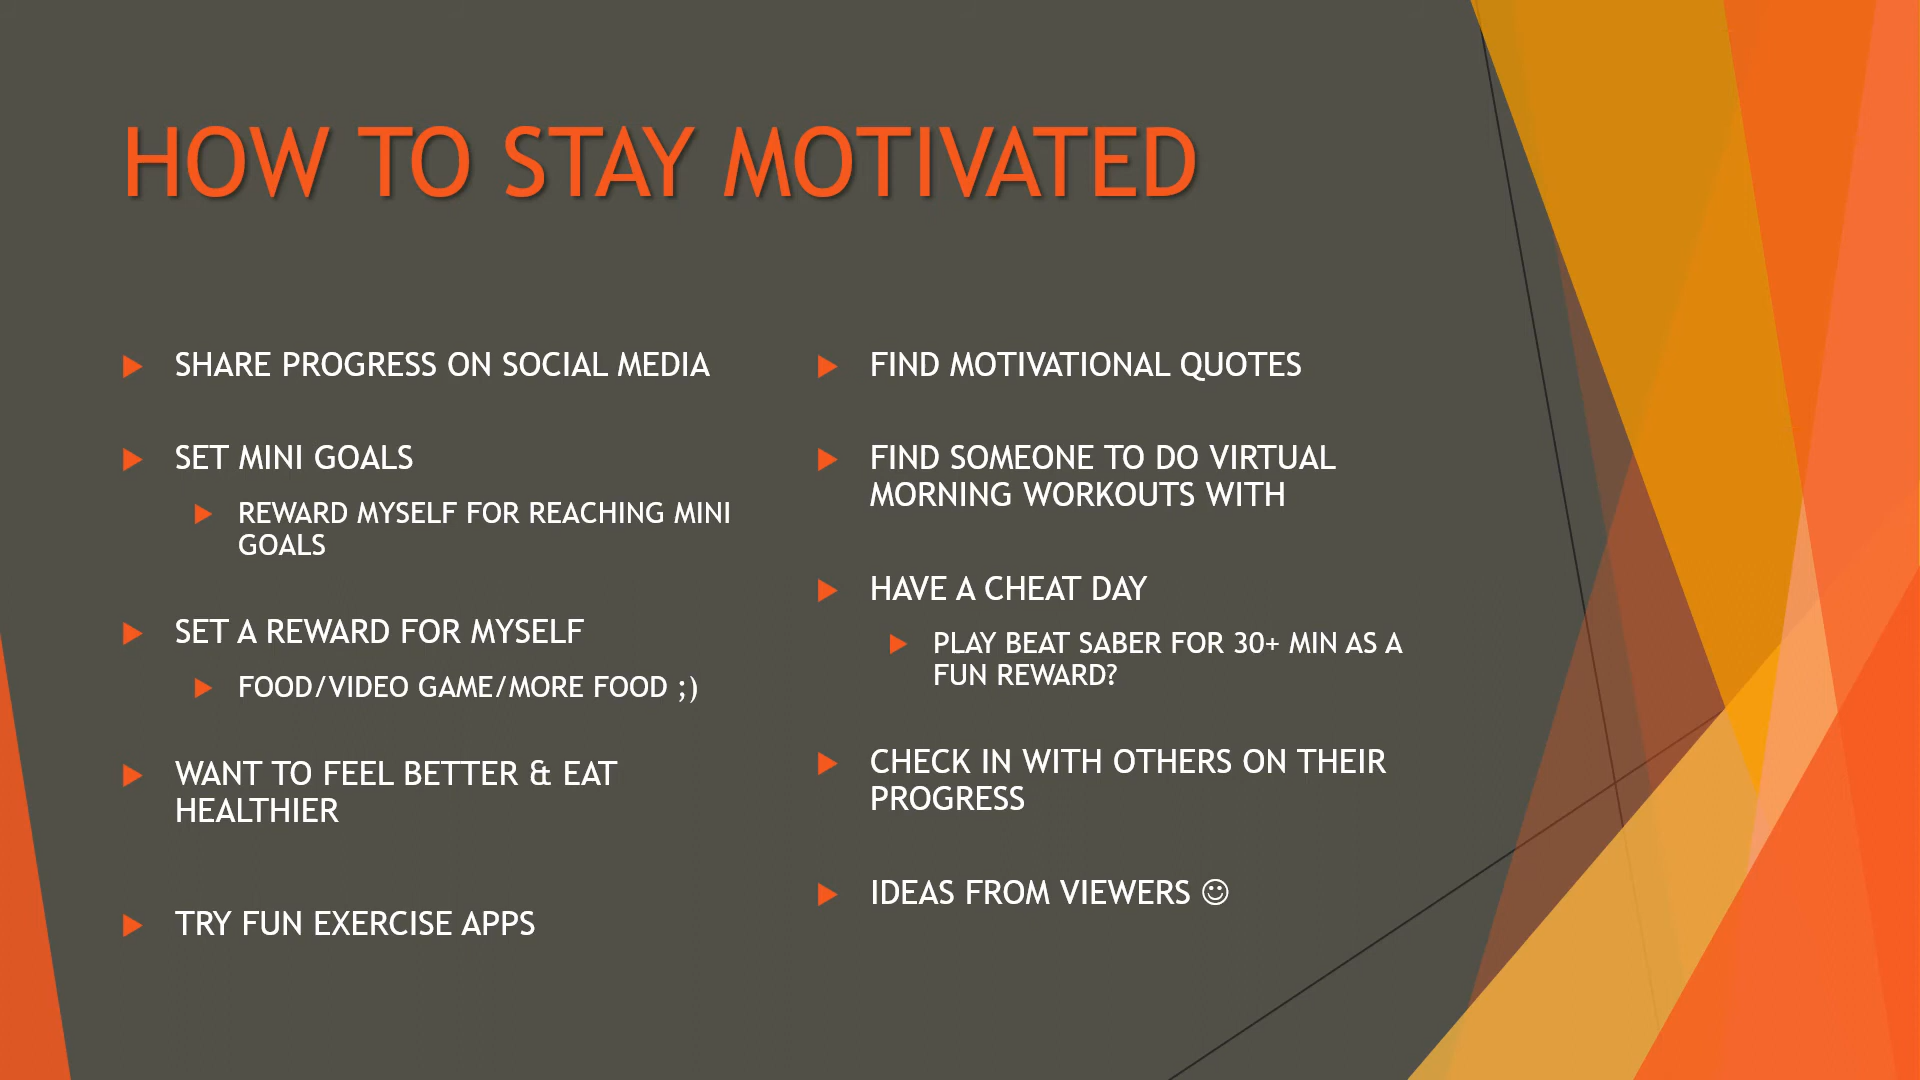 HOW TO STAY MOTIVATED
SHARE PROGRESS ON SOCIAL MEDIA
SET MINI GOALS
REWARD MYSELF FOR REACHING MINI
GOALS
SET A REWARD FOR MYSELF
FOOD/VIDEO GAME/MORE FOOD ;)
WANT TO FEEL BETTER & EAT
HEALTHIER
TRY FUN EXERCISE APPS
FIND MOTIVATIONAL QUOTES
FIND SOMEONE TO DO VIRTUAL
MORNING WORKOUTS WITH
HAVE A CHEAT DAY
PLAY BEAT SABER FOR 30+ MIN AS A
FUN REWARD?
CHECK IN WITH OTHERS ON THEIR
PROGRESS
IDEAS FROM VIEWERS ☺